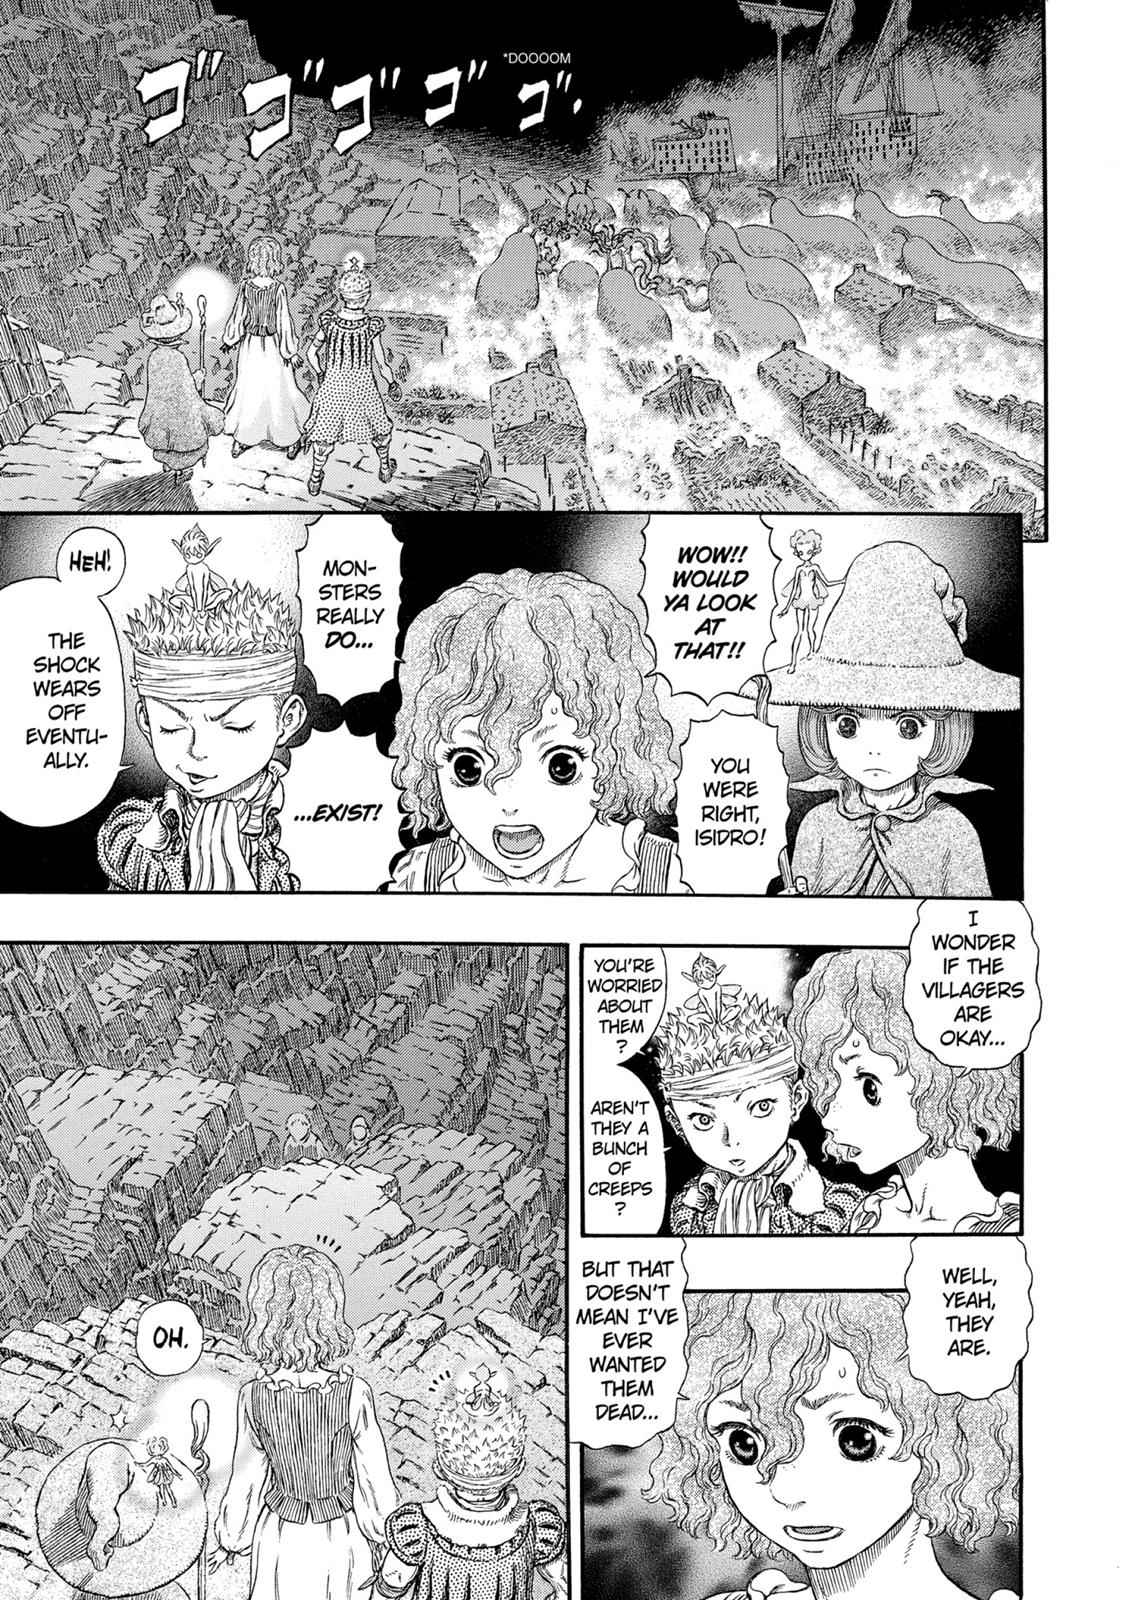 *DOOOOM
ゴゴゴゴゴ
WOW!!
WOULD
YA LOOK
AT
THAT!!
YOU
WERE
RIGHT,
ISIDRO!
MON-
STERS
REALLY
DO...
...EXIST!
HEH!
THE
SHOCK
WEARS
OFF
EVENTU-
ALLY.
I
WONDER
IF THE
VILLAGERS
ARE
OKAY...
YOU'RE
WORRIED
ABOUT
THEM
?
AREN'T
THEY A
BUNCH
OF
CREEPS
?
WELL,
YEAH,
THEY
ARE.
BUT THAT
DOESN'T
MEAN I'VE
EVER
WANTED
THEM
DEAD...
OH.